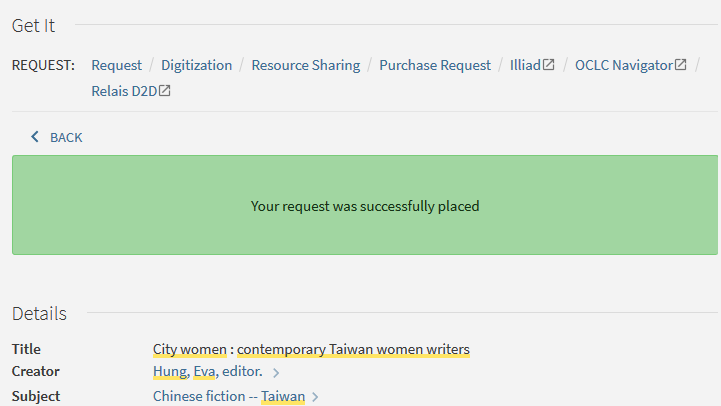 Get It
REQUEST: Request / Digitization / Resource Sharing / Purchase Request / Illiad / OCLC Navigator /
Relais D2D
BACK
Your request was successfully placed
Details
Title City women : contemporary Taiwan women writers
Creator Hung, Eva, editor.
Subject Chinese fiction -- Taiwan